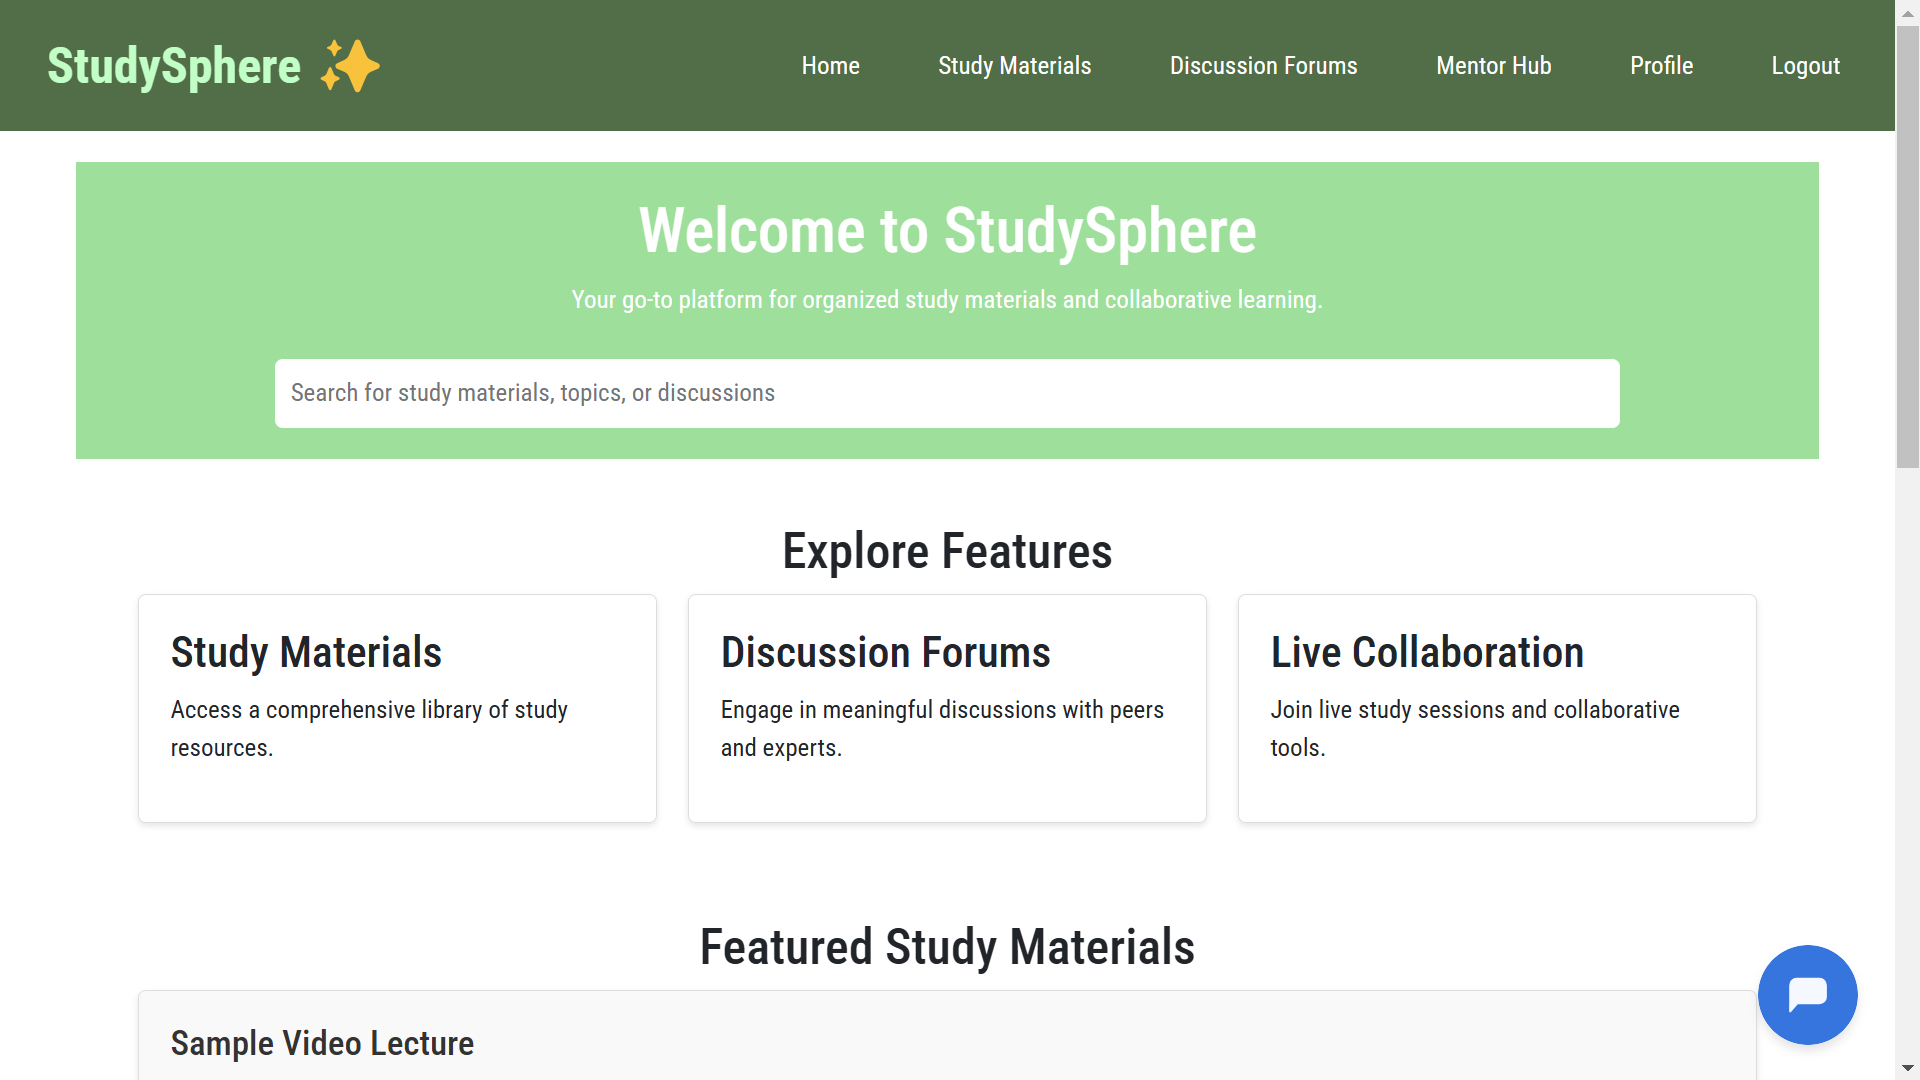 StudySphere ✨
Home Study Materials Discussion Forums Mentor Hub Profile Logout
Welcome to StudySphere
Your go-to platform for organized study materials and collaborative learning.
Search for study materials, topics, or discussions
Explore Features
Study Materials
Access a comprehensive library of study
resources.
Discussion Forums
Engage in meaningful discussions with peers
and experts.
Live Collaboration
Join live study sessions and collaborative
tools.
Featured Study Materials
Sample Video Lecture